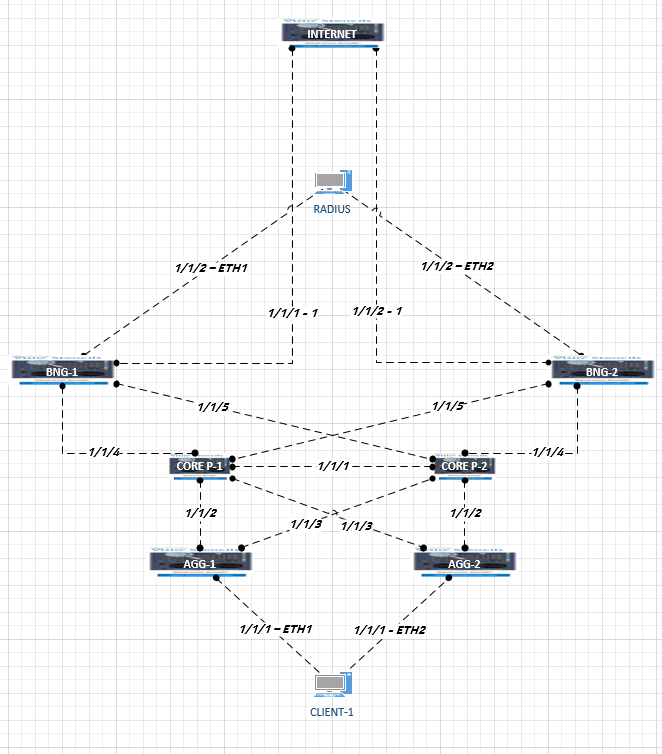 INTERNET
RADIUS
1/1/2 – ETH1
1/1/2 – ETH2
1/1/1 - 1
1/1/2 - 1
BNG-1
BNG-2
1/1/5
1/1/5
1/1/4
1/1/4
CORE P-1
1/1/1
CORE P-2
1/1/2
1/1/3
1/1/3
1/1/2
AGG-1
AGG-2
1/1/1 – ETH1
1/1/1 - ETH2
CLIENT-1